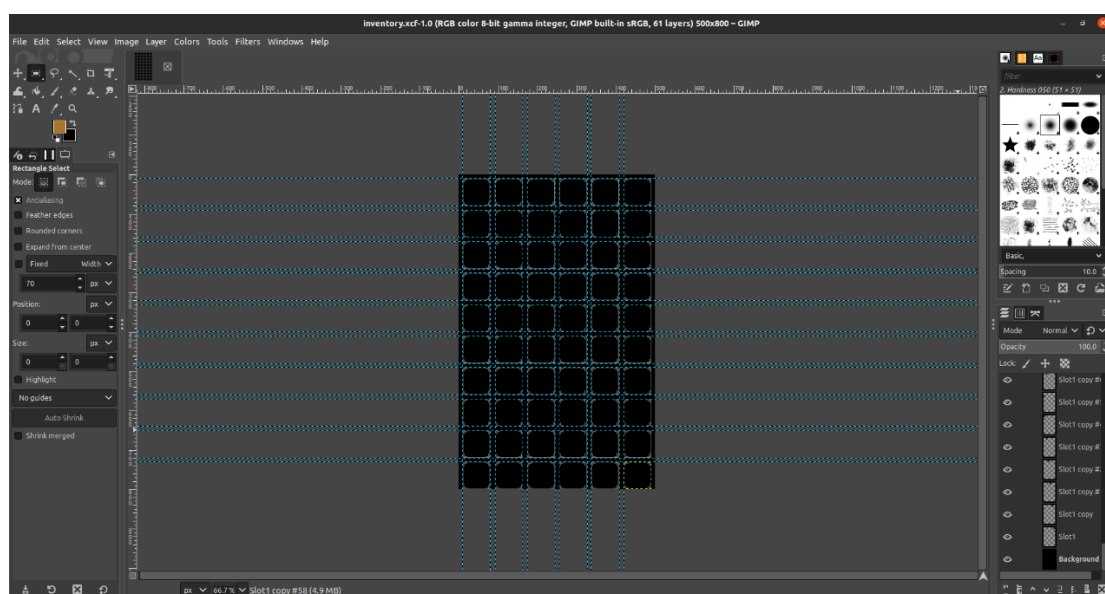 inventory.xcf-1.0 (RGB color 8-bit gamma integer, GIMP built-in sRGB, 61 layers) 500x800 – GIMP
File Edit Select View Image Layer Colors Tools Filters Windows Help
filter
2. Hardness 050 (51 × 51)
Rectangle Select
Mode:
Antialiasing
Feather edges
Rounded corners
Expand from center
Fixed Width
70 px
Position: px
0 0
Size: px
0 0
Highlight
No guides
Auto Shrink
Shrink merged
Basic,
Spacing 10.0
Mode Normal
Opacity 100.0
Lock:
Slot1 copy #
Slot1 copy #
Slot1 copy #
Slot1 copy #
Slot1 copy #
Slot1 copy #
Slot1 copy
Slot1
Background
px 66.7 % Slot1 copy #58 (4.9 MB)